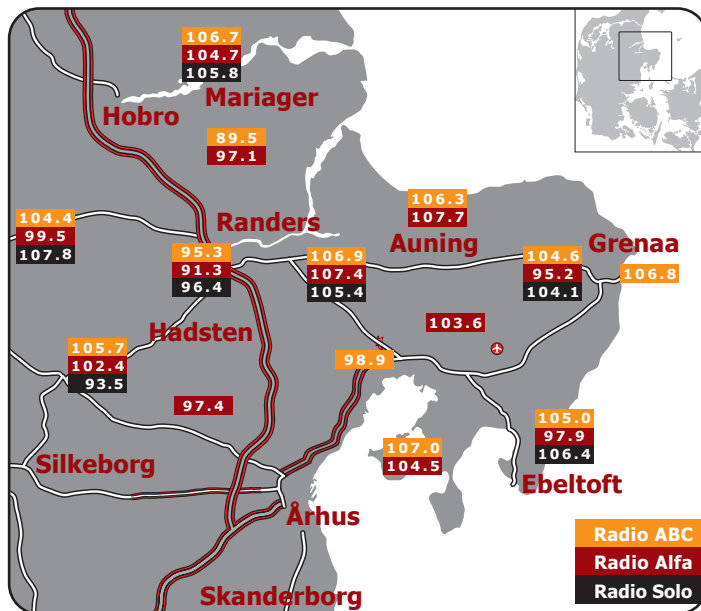 106.7
104.7
105.8
Mariager
Hobro
89.5
97.1
106.3
107.7
104.4
99.5
107.8
Randers
Auning
Grenaa
95.3
91.3
96.4
106.9
107.4
105.4
104.6
95.2
104.1
106.8
103.6
Hadsten
105.7
102.4
93.5
98.9
97.4
105.0
97.9
106.4
107.0
104.5
Silkeborg
Ebeltoft
Århus
Radio ABC
Radio Alfa
Radio Solo
Skanderborg